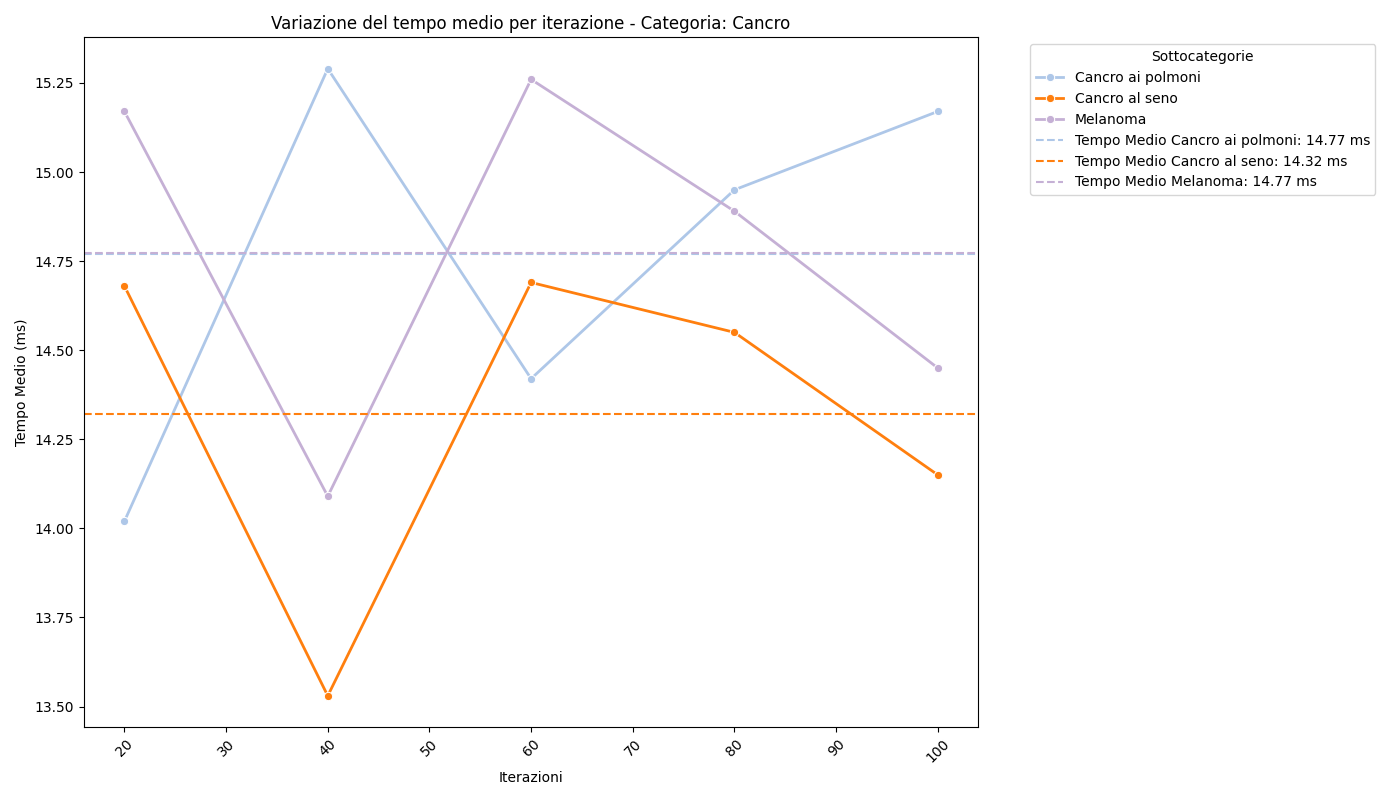 Variazione del tempo medio per iterazione - Categoria: Cancro
Sottocategorie
Cancro ai polmoni
Cancro al seno
Melanoma
Tempo Medio Cancro ai polmoni: 14.77 ms
Tempo Medio Cancro al seno: 14.32 ms
Tempo Medio Melanoma: 14.77 ms
Tempo Medio (ms)
15.25
15.00
14.75
14.50
14.25
14.00
13.75
13.50
20 30 40 50 60 70 80 90 100
Iterazioni